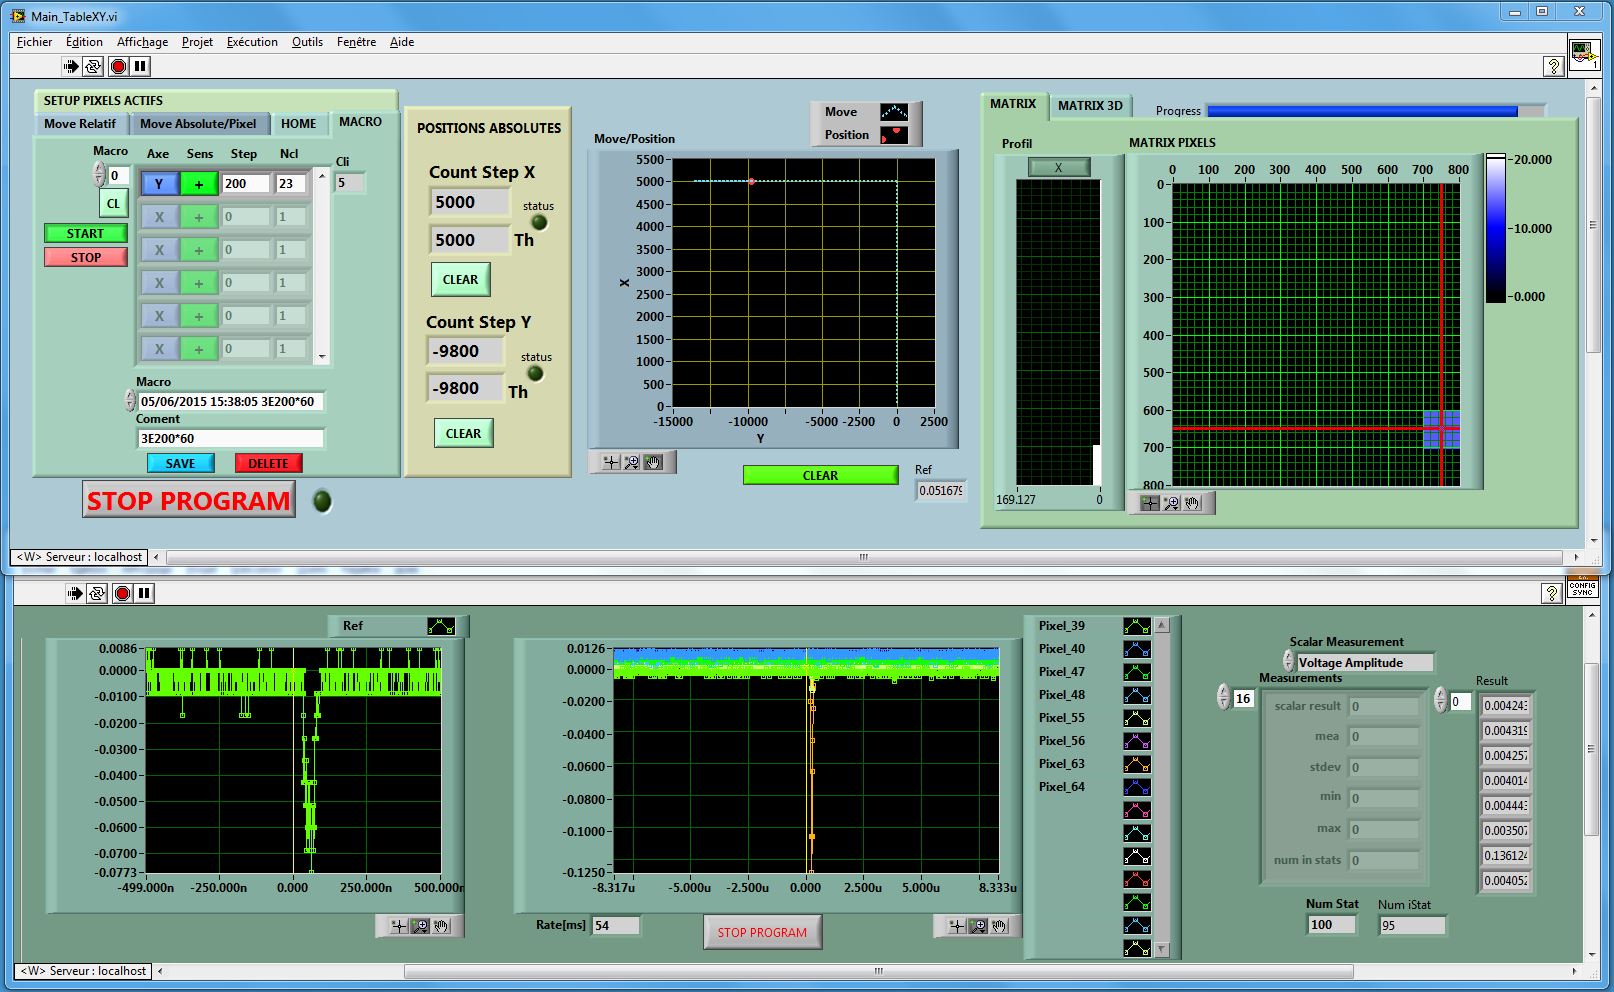 Main_TableXY.vi
Fichier Édition Affichage Projet Exécution Outils Fenêtre Aide
SETUP PIXELS ACTIFS
Move Relatif Move Absolute/Pixel HOME MACRO
Macro Axe Sens Step Ncl Cli
0 Y + 200 23 5
CL X + 0 1
START X + 0 1
STOP X + 0 1
X + 0 1
X + 0 1
Macro
05/06/2015 15:38:05 3E200*60
Coment
3E200*60
SAVE DELETE
STOP PROGRAM
POSITIONS ABSOLUTES
Count Step X
5000 status
5000 Th
CLEAR
Count Step Y
-9800 status
-9800 Th
CLEAR
Move
Position
Move/Position
5500
5000
4500
4000
3500
3000
2500
2000
1500
1000
500
0
X
-15000 -10000 -5000 -2500 0 2500
Y
CLEAR
Ref
0.051679
MATRIX MATRIX 3D Progress
Profil MATRIX PIXELS
X
169.127 0
0 100 200 300 400 500 600 700 800
0
100
200
300
400
500
600
700
800
20.000
10.000
0.000
<W> Serveur : localhost
CONFIG
SYNC
Ref
0.0086
0.0000
-0.0100
-0.0200
-0.0300
-0.0400
-0.0500
-0.0600
-0.0700
-0.0773
-499.000n -250.000n 0.000 250.000n 500.000n
0.0126
0.0000
-0.0200
-0.0400
-0.0600
-0.0800
-0.1000
-0.1250
-8.317u -5.000u -2.500u 0.000 2.500u 5.000u 8.333u
Rate[ms] 54 STOP PROGRAM
Pixel_39
Pixel_40
Pixel_47
Pixel_48
Pixel_55
Pixel_56
Pixel_63
Pixel_64
Scalar Measurement
Voltage Amplitude
Measurements
16
scalar result 0
mea 0
stdev 0
min 0
max 0
num in stats 0
Result
0
0.004243
0.004319
0.004257
0.004014
0.004443
0.003507
0.136124
0.004052
Num Stat Num iStat
100 95
<W> Serveur : localhost